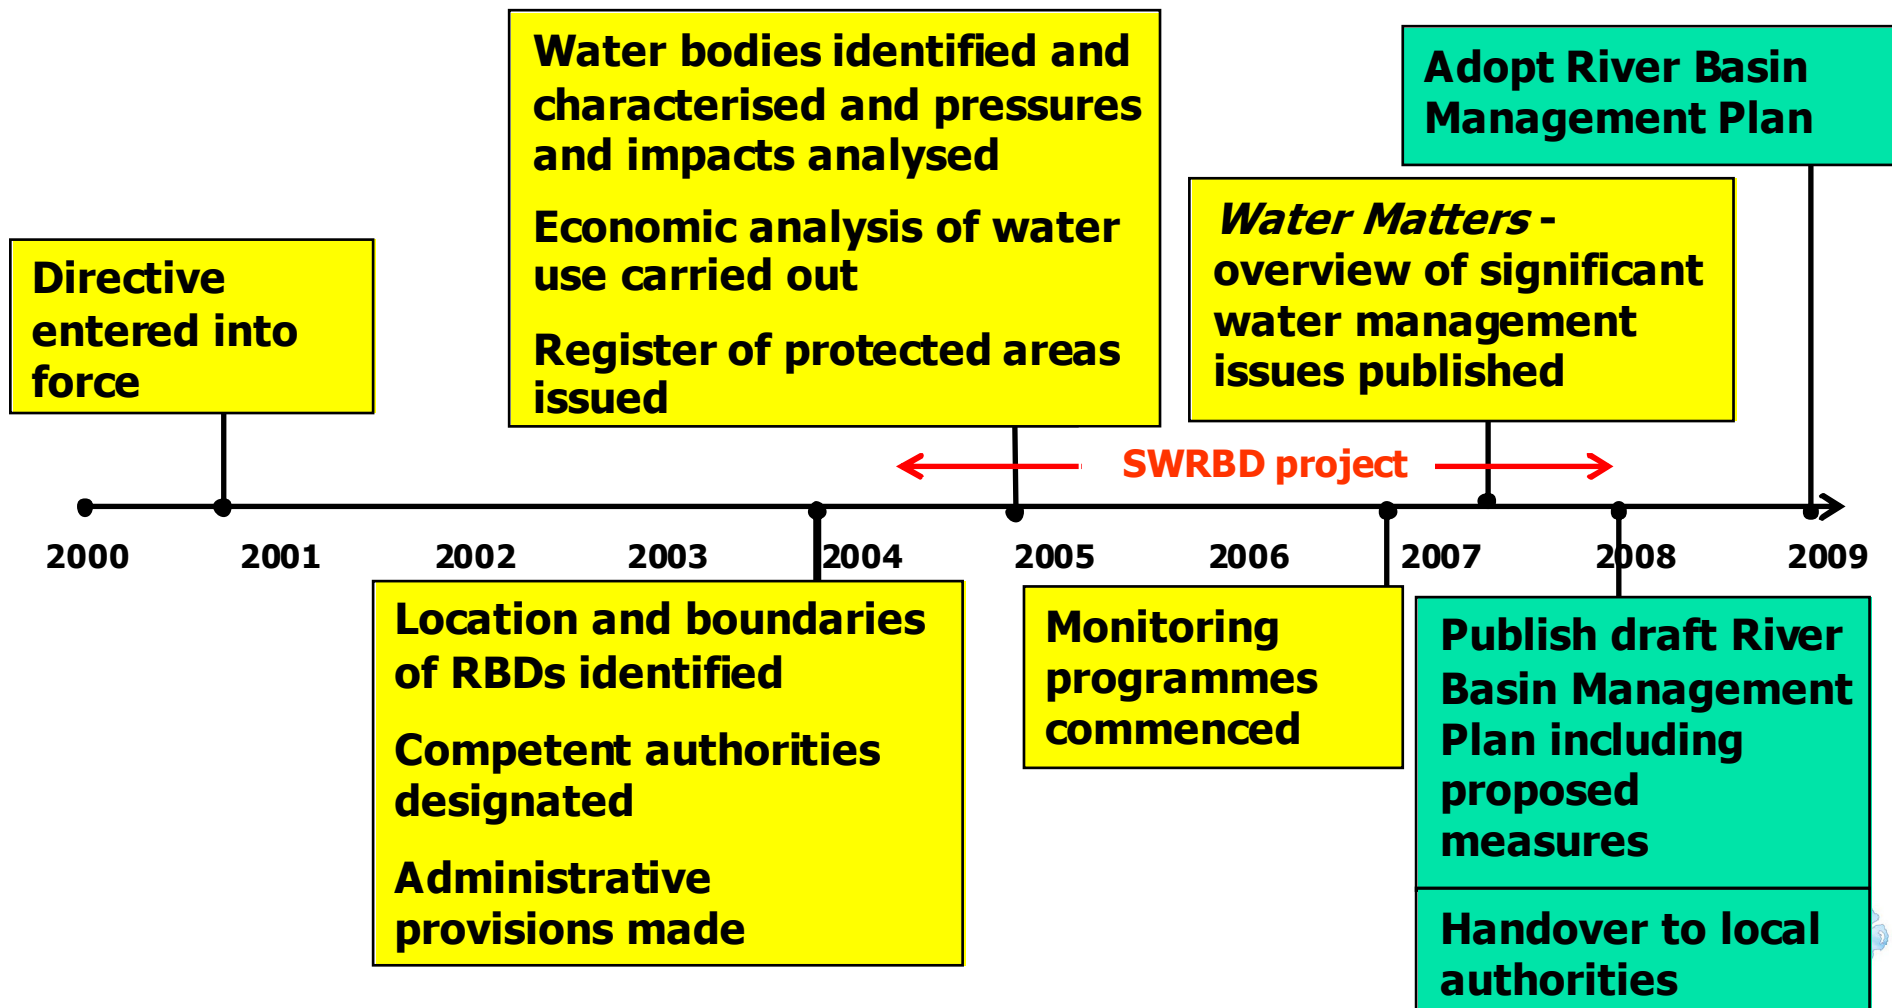 Water bodies identified and
characterised and pressures
and impacts analysed
Economic analysis of water
use carried out
Register of protected areas
issued
Adopt River Basin
Management Plan
Water Matters -
overview of significant
water management
issues published
Directive
entered into
force
SWRBD project
2000 2001 2002 2003 2004 2005 2006 2007 2008 2009
Location and boundaries
of RBDs identified
Competent authorities
designated
Administrative
provisions made
Monitoring
programmes
commenced
Publish draft River
Basin Management
Plan including
proposed
measures
Handover to local
authorities